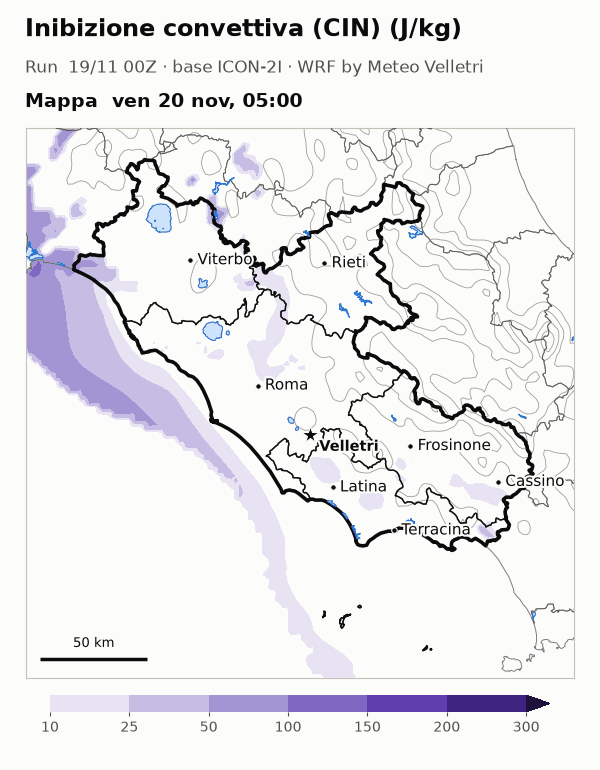 Inibizione convettiva (CIN) (J/kg)
Run  19/11 00Z · base ICON-2I · WRF by Meteo Velletri
Mappa  ven 20 nov, 05:00
Viterbo
Rieti
Roma
Velletri
Frosinone
Latina
Cassino
Terracina
50 km
10 25 50 100 150 200 300